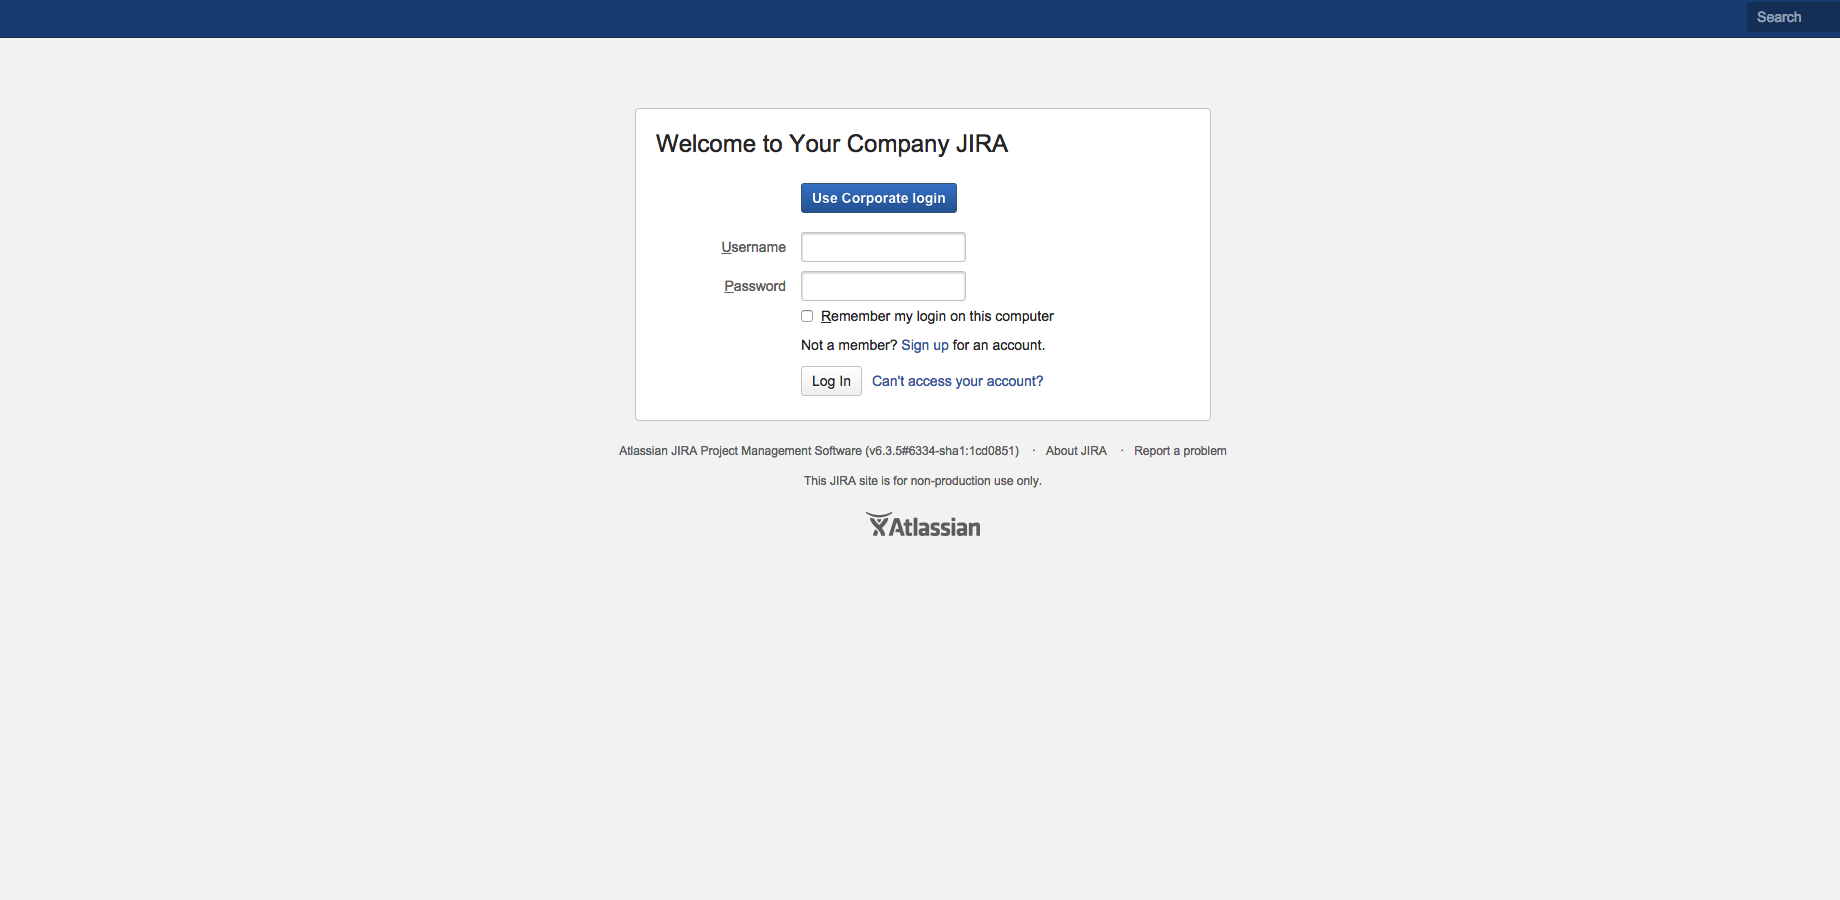 Search
Welcome to Your Company JIRA
Use Corporate login
Username
Password
Remember my login on this computer
Not a member? Sign up for an account.
Log In Can't access your account?
Atlassian JIRA Project Management Software (v6.3.5#6334-sha1:1cd0851) · About JIRA · Report a problem
This JIRA site is for non-production use only.
Atlassian